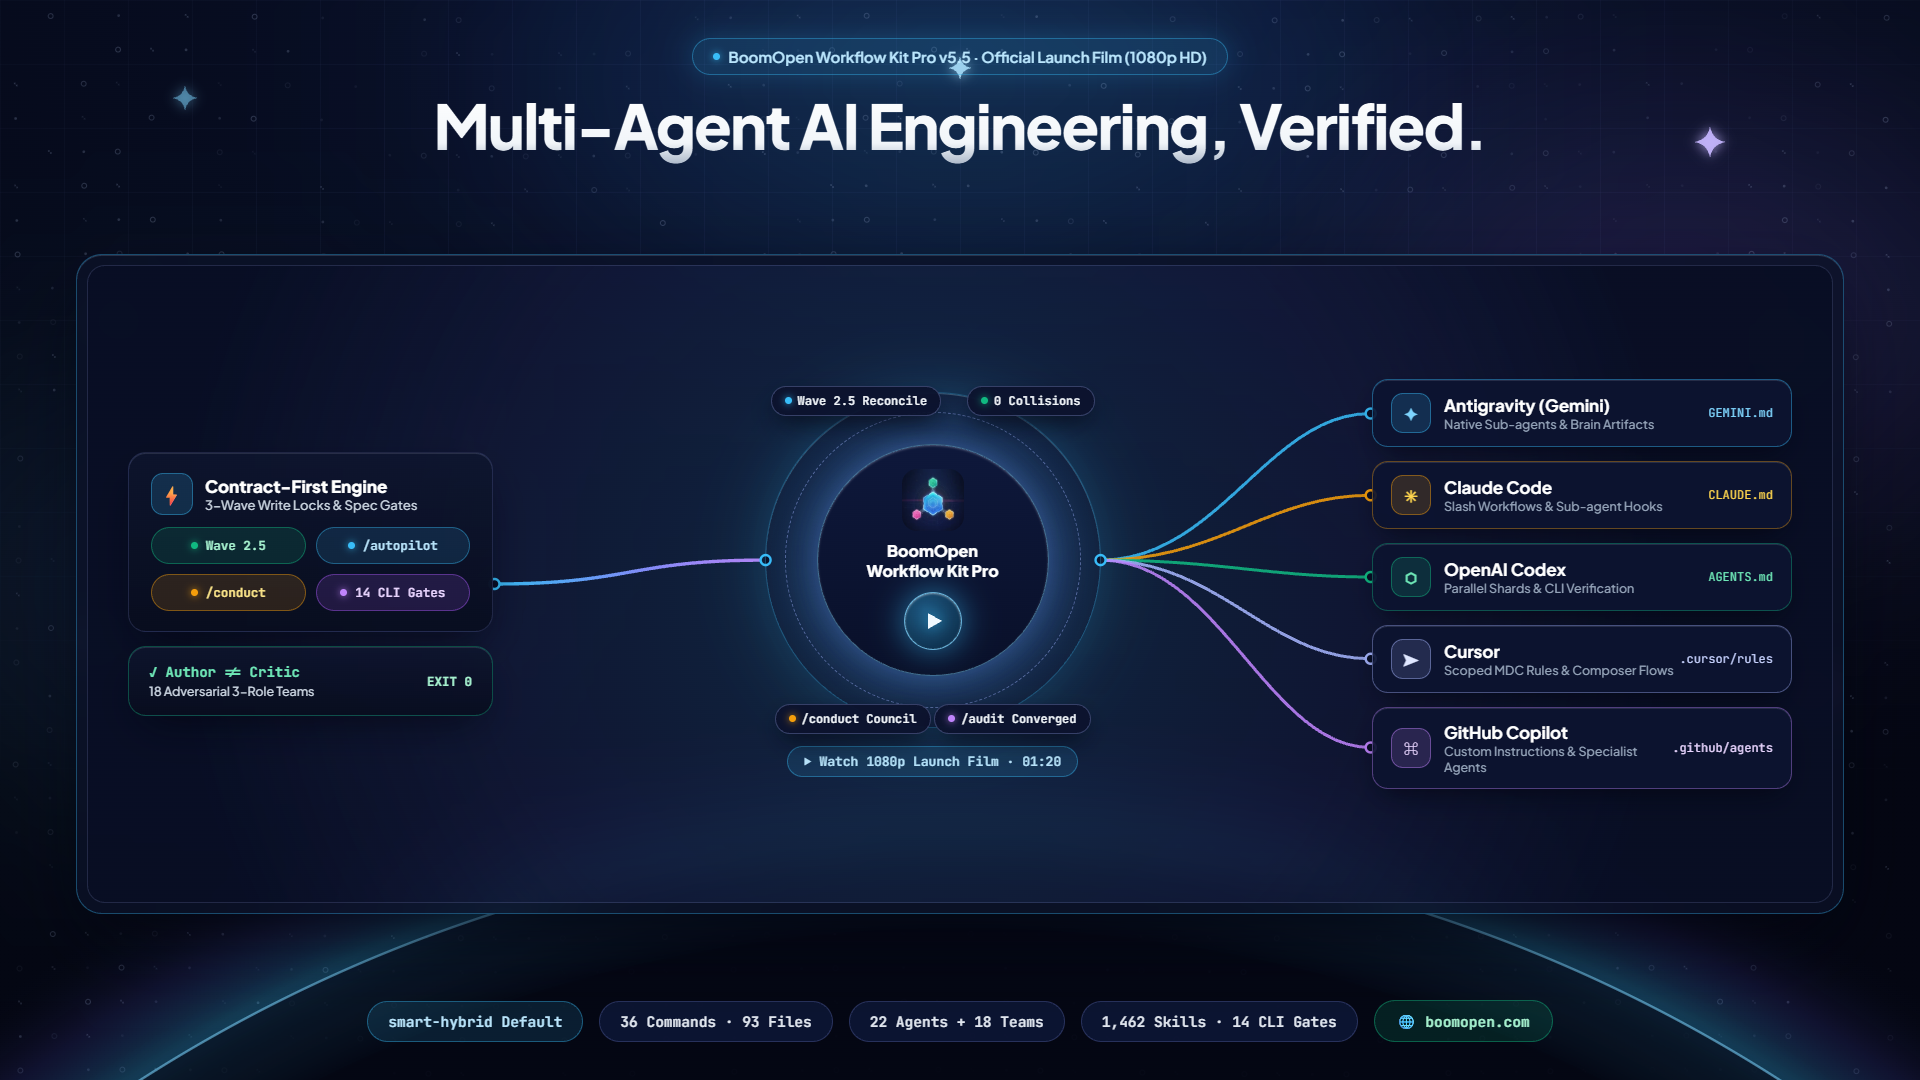 BoomOpen Workflow Kit Pro v5.5 · Official Launch Film (1080p HD)
Multi-Agent AI Engineering, Verified.
Contract-First Engine
3-Wave Write Locks & Spec Gates
Wave 2.5
/autopilot
/conduct
14 CLI Gates
✓ Author ≠ Critic
18 Adversarial 3-Role Teams
EXIT 0
Wave 2.5 Reconcile
0 Collisions
BoomOpen
Workflow Kit Pro
/conduct Council
/audit Converged
Watch 1080p Launch Film · 01:20
Antigravity (Gemini)
Native Sub-agents & Brain Artifacts
GEMINI.md
Claude Code
Slash Workflows & Sub-agent Hooks
CLAUDE.md
OpenAI Codex
Parallel Shards & CLI Verification
AGENTS.md
Cursor
Scoped MDC Rules & Composer Flows
.cursor/rules
GitHub Copilot
Custom Instructions & Specialist
Agents
.github/agents
smart-hybrid Default
36 Commands · 93 Files
22 Agents + 18 Teams
1,462 Skills · 14 CLI Gates
boomopen.com